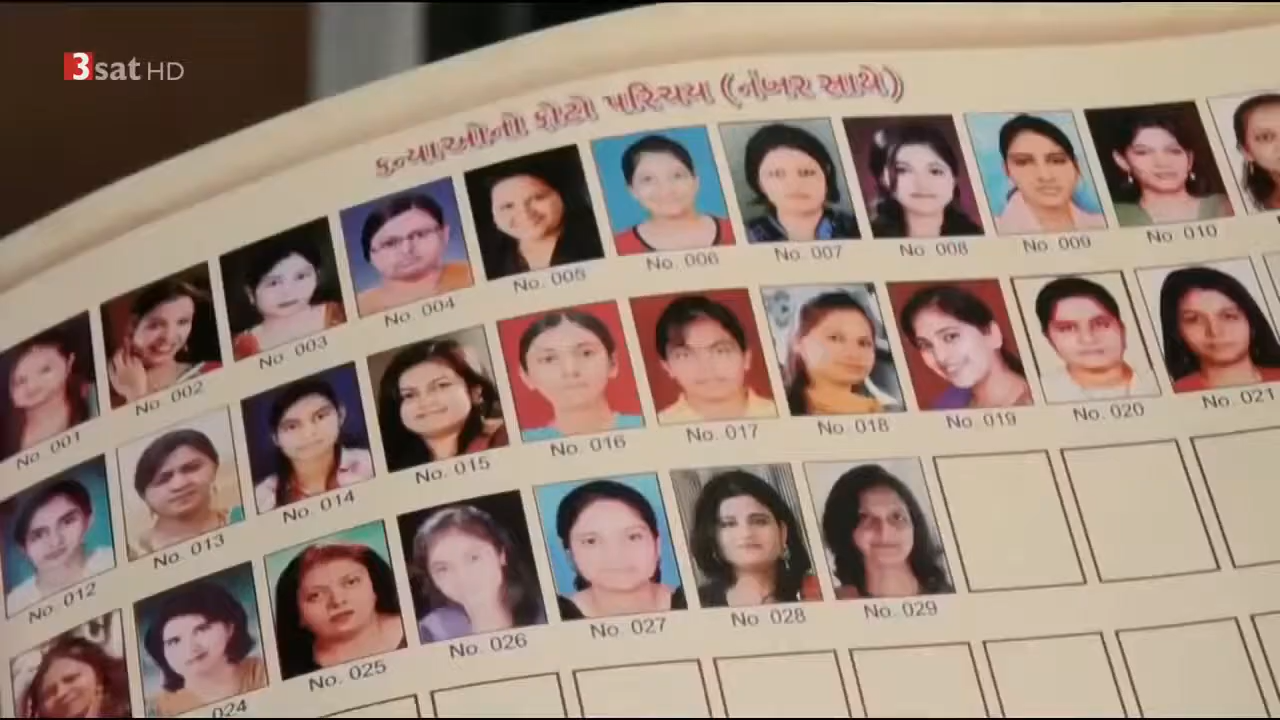 3sat HD
કન્યાઓનો ફોટો પરિચય (નંબર સાથે)
No. 001
No. 002
No. 003
No. 004
No. 005
No. 006
No. 007
No. 008
No. 009
No. 010
No. 012
No. 013
No. 014
No. 015
No. 016
No. 017
No. 018
No. 019
No. 020
No. 021
024
No. 025
No. 026
No. 027
No. 028
No. 029